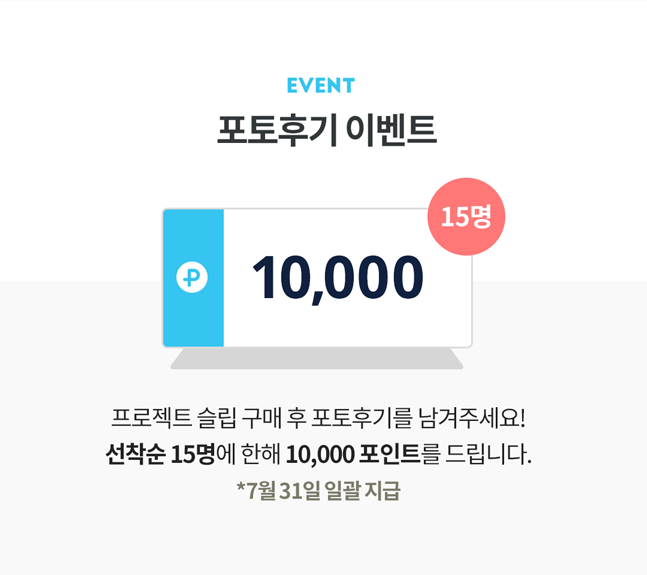 EVENT
포토후기 이벤트
15명
P
10,000
프로젝트 슬립 구매 후 포토후기를 남겨주세요!
선착순 15명에 한해 10,000 포인트를 드립니다.
*7월 31일 일괄 지급